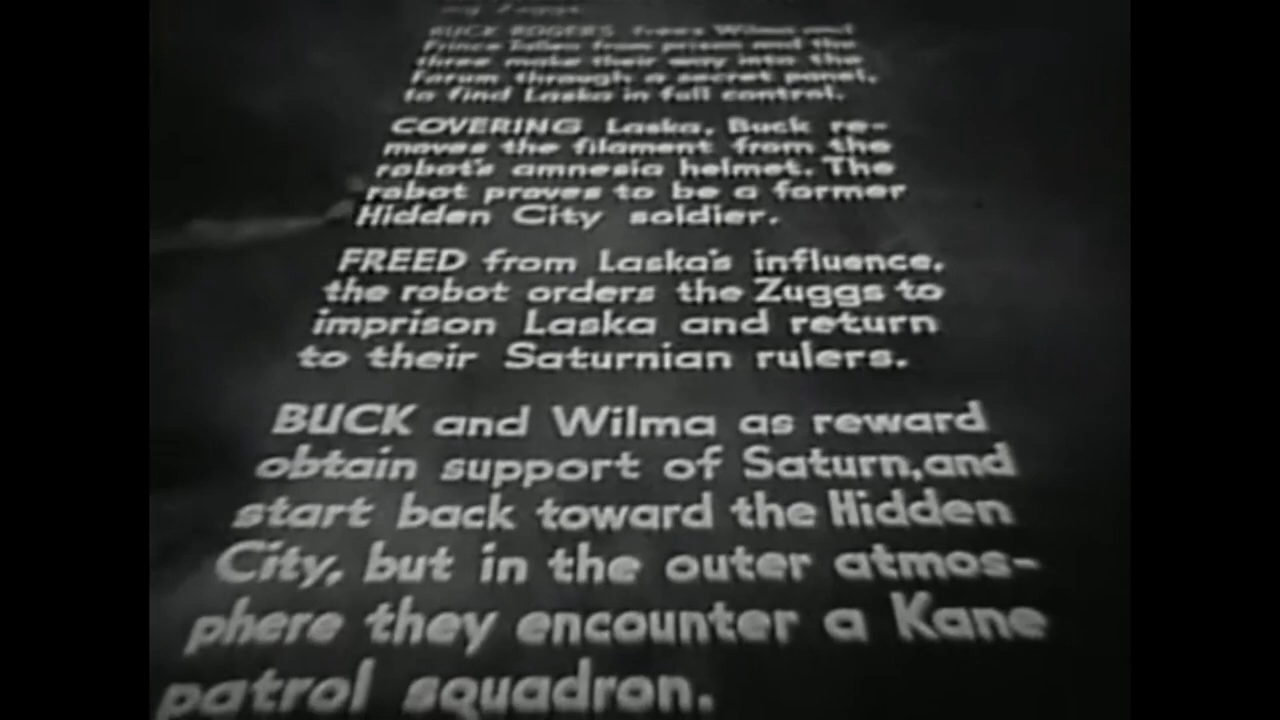 my Zuggs.
BUCK ROGERS frees Wilma and
Prince Tallen from prison and the
three make their way into the
forum through a secret panel,
to find Laska in full control.
COVERING Laska, Buck re-
moves the filament from the
robot's amnesia helmet. The
robot proves to be a former
Hidden City soldier.
FREED from Laska's influence,
the robot orders the Zuggs to
imprison Laska and return
to their Saturnian rulers.
BUCK and Wilma as reward
obtain support of Saturn,and
start back toward the Hidden
City, but in the outer atmos-
phere they encounter a Kane
patrol squadron.